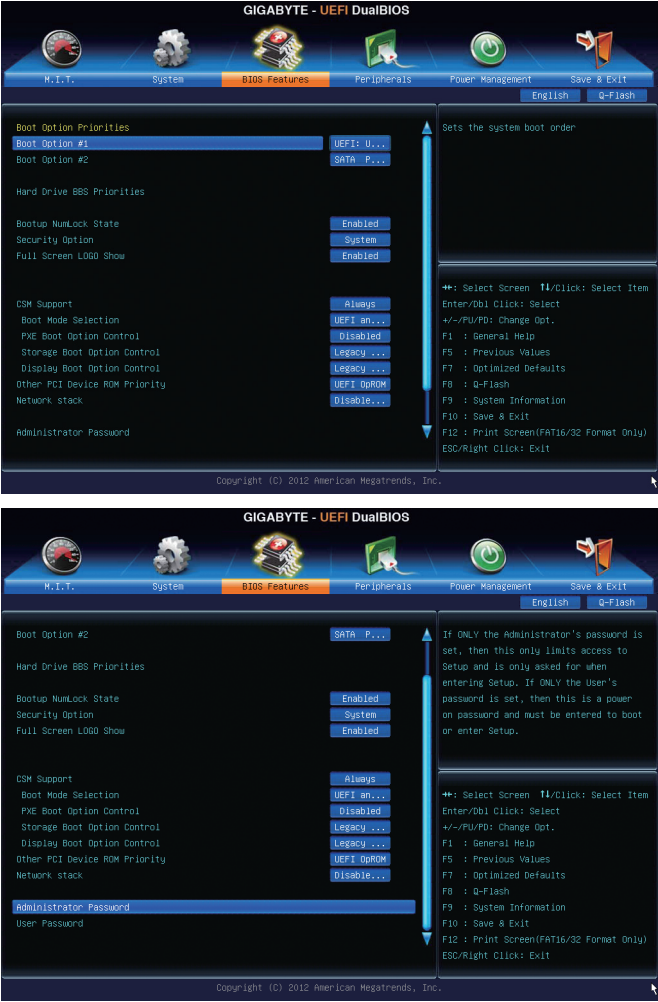 GIGABYTE - UEFI DualBIOS
M.I.T. System BIOS Features Peripherals Power Management Save & Exit
English Q-Flash
Boot Option Priorities
Boot Option #1 UEFI: U...
Boot Option #2 SATA P...
Hard Drive BBS Priorities
Bootup NumLock State Enabled
Security Option System
Full Screen LOGO Show Enabled
CSM Support Always
Boot Mode Selection UEFI an...
PXE Boot Option Control Disabled
Storage Boot Option Control Legacy ...
Display Boot Option Control Legacy ...
Other PCI Device ROM Priority UEFI OpROM
Network stack Disable...
Administrator Password
Sets the system boot order
→←: Select Screen ↑↓/Click: Select Item
Enter/Dbl Click: Select
+/-/PU/PD: Change Opt.
F1 : General Help
F5 : Previous Values
F7 : Optimized Defaults
F8 : Q-Flash
F9 : System Information
F10 : Save & Exit
F12 : Print Screen(FAT16/32 Format Only)
ESC/Right Click: Exit
Copyright (C) 2012 American Megatrends, Inc.
GIGABYTE - UEFI DualBIOS
M.I.T. System BIOS Features Peripherals Power Management Save & Exit
English Q-Flash
Boot Option #2 SATA P...
Hard Drive BBS Priorities
Bootup NumLock State Enabled
Security Option System
Full Screen LOGO Show Enabled
CSM Support Always
Boot Mode Selection UEFI an...
PXE Boot Option Control Disabled
Storage Boot Option Control Legacy ...
Display Boot Option Control Legacy ...
Other PCI Device ROM Priority UEFI OpROM
Network stack Disable...
Administrator Password
User Password
If ONLY the Administrator's password is
set, then this only limits access to
Setup and is only asked for when
entering Setup. If ONLY the User's
password is set, then this is a power
on password and must be entered to boot
or enter Setup.
→←: Select Screen ↑↓/Click: Select Item
Enter/Dbl Click: Select
+/-/PU/PD: Change Opt.
F1 : General Help
F5 : Previous Values
F7 : Optimized Defaults
F8 : Q-Flash
F9 : System Information
F10 : Save & Exit
F12 : Print Screen(FAT16/32 Format Only)
ESC/Right Click: Exit
Copyright (C) 2012 American Megatrends, Inc.